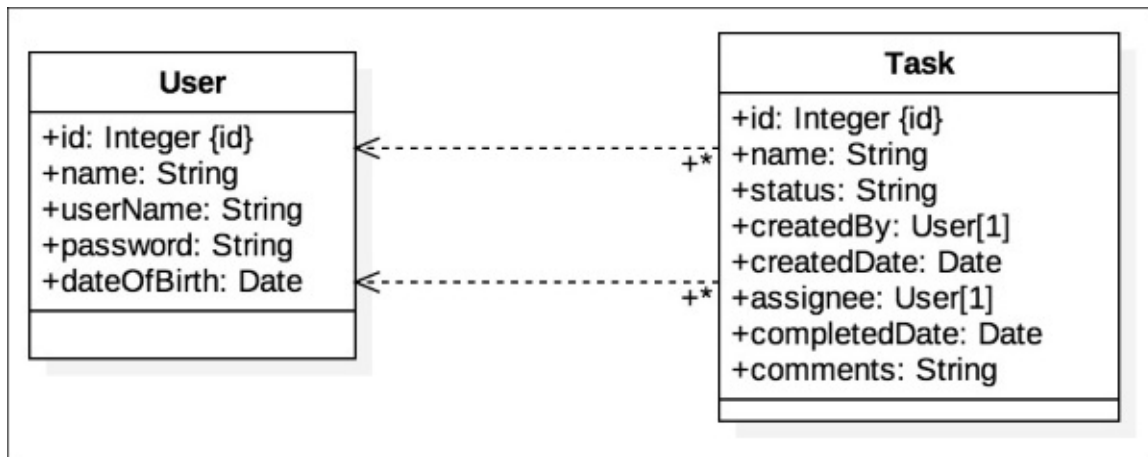 User
+id: Integer {id}
+name: String
+userName: String
+password: String
+dateOfBirth: Date
+*
+*
Task
+id: Integer {id}
+name: String
+status: String
+createdBy: User[1]
+createdDate: Date
+assignee: User[1]
+completedDate: Date
+comments: String